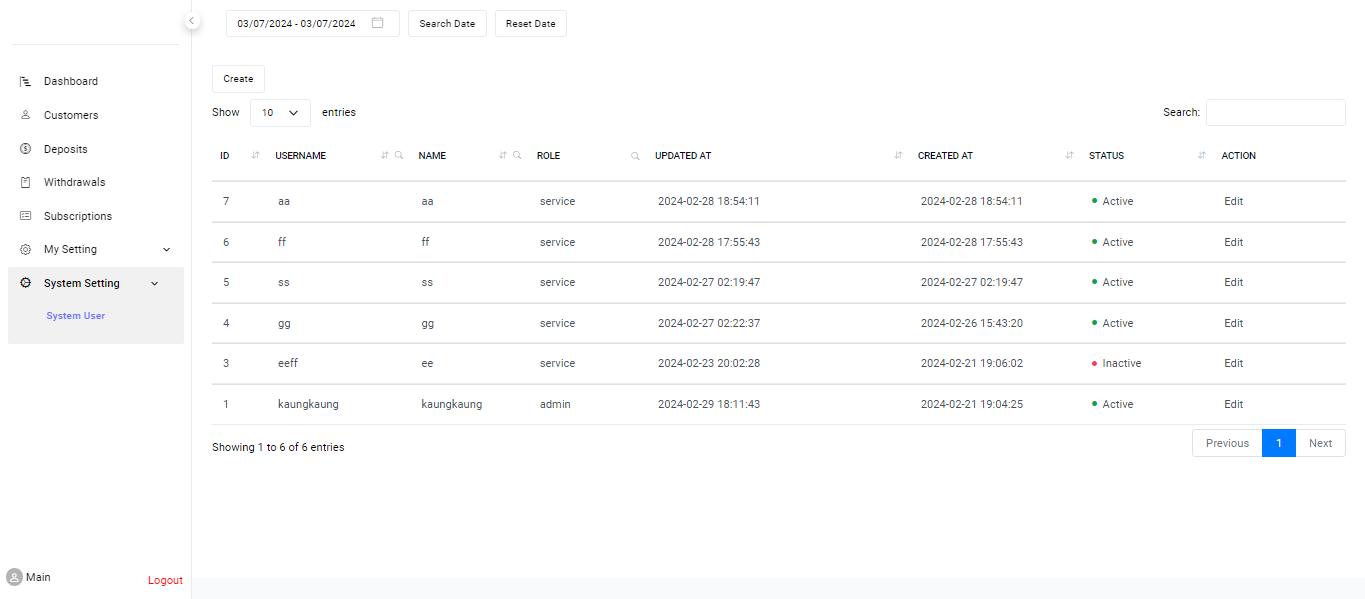 03/07/2024 - 03/07/2024 Search Date Reset Date
Dashboard
Customers
Deposits
Withdrawals
Subscriptions
My Setting
System Setting
System User
Main
Logout
Create
Show 10 entries
Search:
ID USERNAME NAME ROLE UPDATED AT CREATED AT STATUS ACTION
7 aa aa service 2024-02-28 18:54:11 2024-02-28 18:54:11 Active Edit
6 ff ff service 2024-02-28 17:55:43 2024-02-28 17:55:43 Active Edit
5 ss ss service 2024-02-27 02:19:47 2024-02-27 02:19:47 Active Edit
4 gg gg service 2024-02-27 02:22:37 2024-02-26 15:43:20 Active Edit
3 eeff ee service 2024-02-23 20:02:28 2024-02-21 19:06:02 Inactive Edit
1 kaungkaung kaungkaung admin 2024-02-29 18:11:43 2024-02-21 19:04:25 Active Edit
Showing 1 to 6 of 6 entries
Previous 1 Next